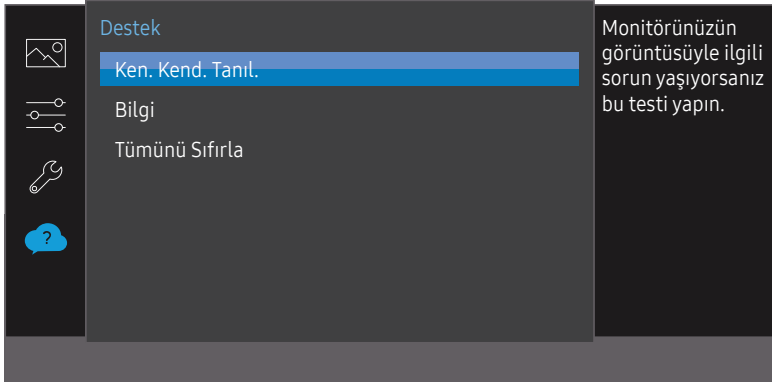 Destek
Ken. Kend. Tanıl.
Bilgi
Tümünü Sıfırla
Monitörünüzün
görüntüsüyle ilgili
sorun yaşıyorsanız
bu testi yapın.
?